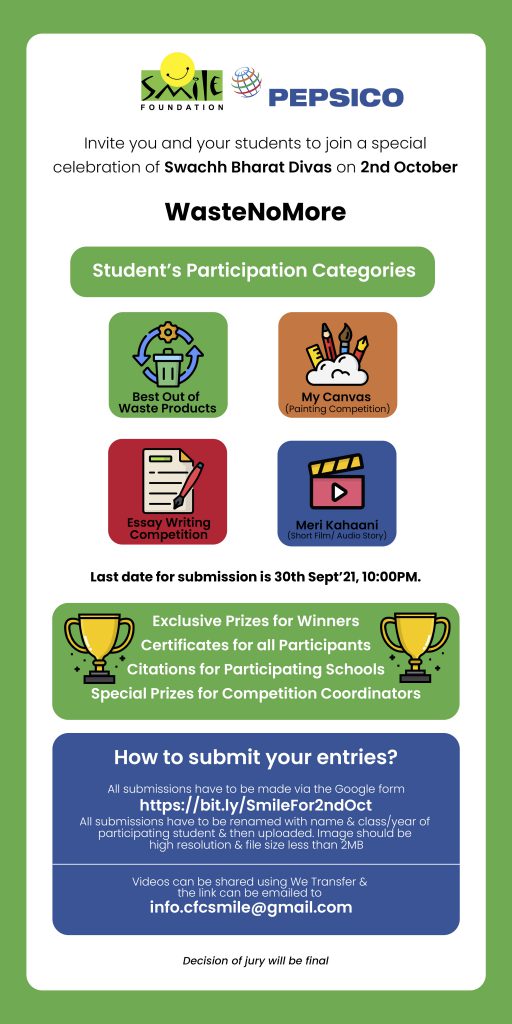 SMILE
FOUNDATION
PEPSICO
Invite you and your students to join a special
celebration of Swachh Bharat Divas on 2nd October
WasteNoMore
Student’s Participation Categories
Best Out of
Waste Products
My Canvas
(Painting Competition)
Essay Writing
Competition
Meri Kahaani
(Short Film/ Audio Story)
Last date for submission is 30th Sept’21, 10:00PM.
Exclusive Prizes for Winners
Certificates for all Participants
Citations for Participating Schools
Special Prizes for Competition Coordinators
How to submit your entries?
All submissions have to be made via the Google form
https://bit.ly/SmileFor2ndOct
All submissions have to be renamed with name & class/year of
participating student & then uploaded. Image should be
high resolution & file size less than 2MB
Videos can be shared using We Transfer &
the link can be emailed to
info.cfcsmile@gmail.com
Decision of jury will be final